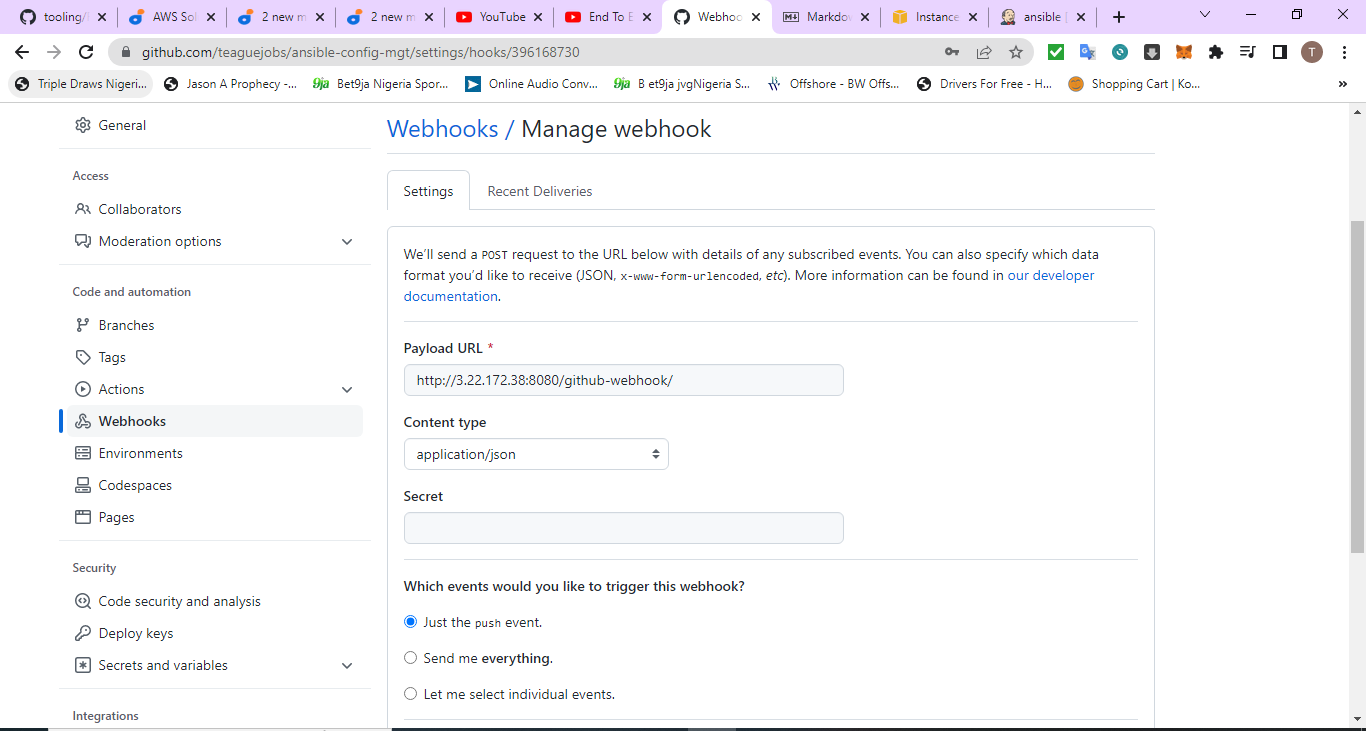 tooling/l
AWS Sol
2 new m
2 new m
YouTube
End To E
Webhoo
Markdov
Instance
ansible [
github.com/teaguejobs/ansible-config-mgt/settings/hooks/396168730
T
Triple Draws Nigeri...
Jason A Prophecy -...
Bet9ja Nigeria Spor...
Online Audio Conv...
B et9ja jvgNigeria S...
Offshore - BW Offs...
Drivers For Free - H...
Shopping Cart | Ko...
»
General
Access
Collaborators
Moderation options
Code and automation
Branches
Tags
Actions
Webhooks
Environments
Codespaces
Pages
Security
Code security and analysis
Deploy keys
Secrets and variables
Integrations
Webhooks / Manage webhook
Settings
Recent Deliveries
We'll send a POST request to the URL below with details of any subscribed events. You can also specify which data
format you'd like to receive (JSON, x-www-form-urlencoded, etc). More information can be found in our developer
documentation.
Payload URL *
http://3.22.172.38:8080/github-webhook/
Content type
application/json
Secret
Which events would you like to trigger this webhook?
Just the push event.
Send me everything.
Let me select individual events.